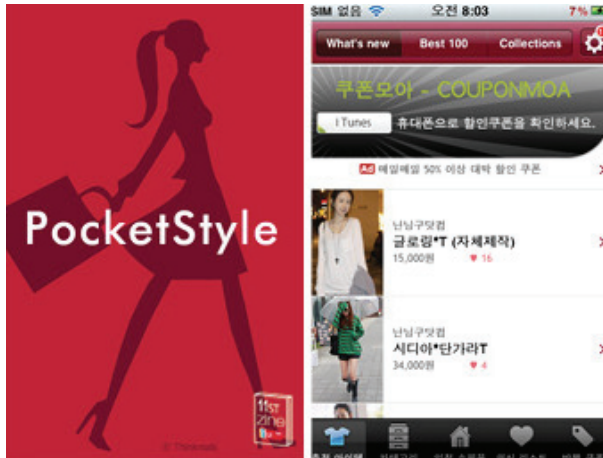 PocketStyle
11ST
zine
© Thinkmobi
SIM 없음
오전 8:03
7%
What's new
Best 100
Collections
쿠폰모아 - COUPONMOA
I Tunes
휴대폰으로 할인쿠폰을 확인하세요.
Ad 매일매일 50% 이상 대박 할인 쿠폰
난닝구닷컴
글로링*T (자체제작)
15,000원 ♥ 16
난닝구닷컴
시디아*단가라T
34,000원 ♥ 4